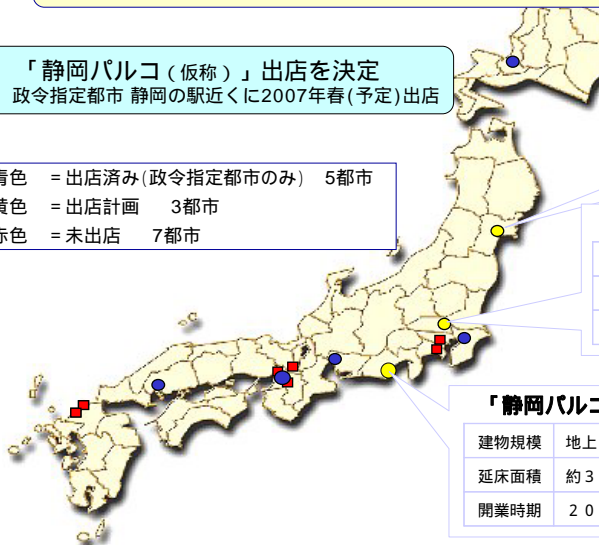 「静岡パルコ（仮称）」出店を決定
政令指定都市 静岡の駅近くに2007年春(予定)出店
青色 ＝出店済み(政令指定都市のみ) 5都市
黄色 ＝出店計画 3都市
赤色 ＝未出店 7都市
「静岡パルコ
建物規模 地上
延床面積 約３
開業時期 ２０